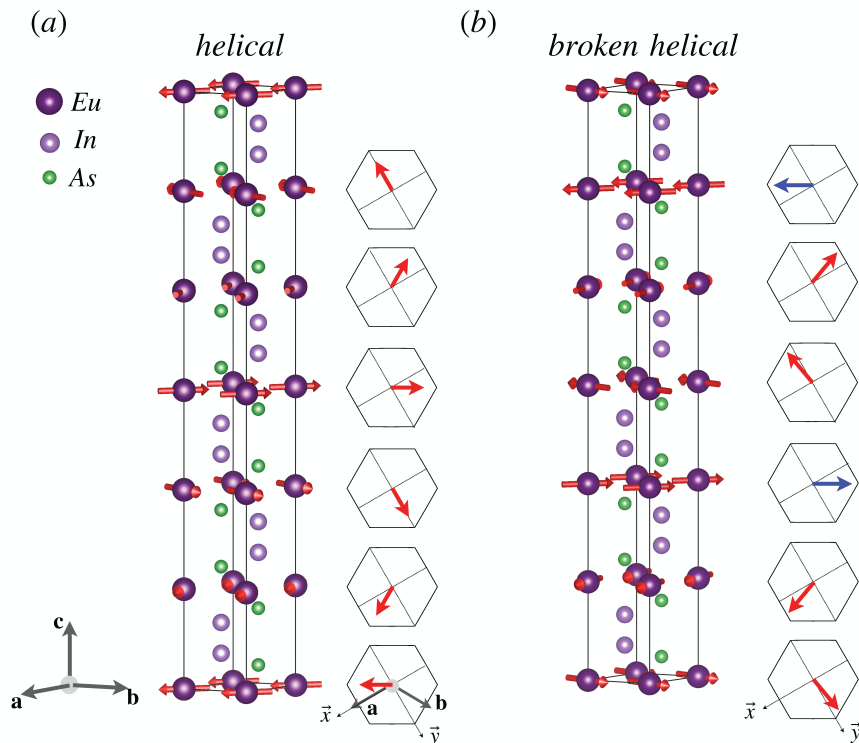 (a)
helical
(b)
broken helical
Eu
In
As
c
a
b
x⃗
a
b
y⃗
x⃗
y⃗